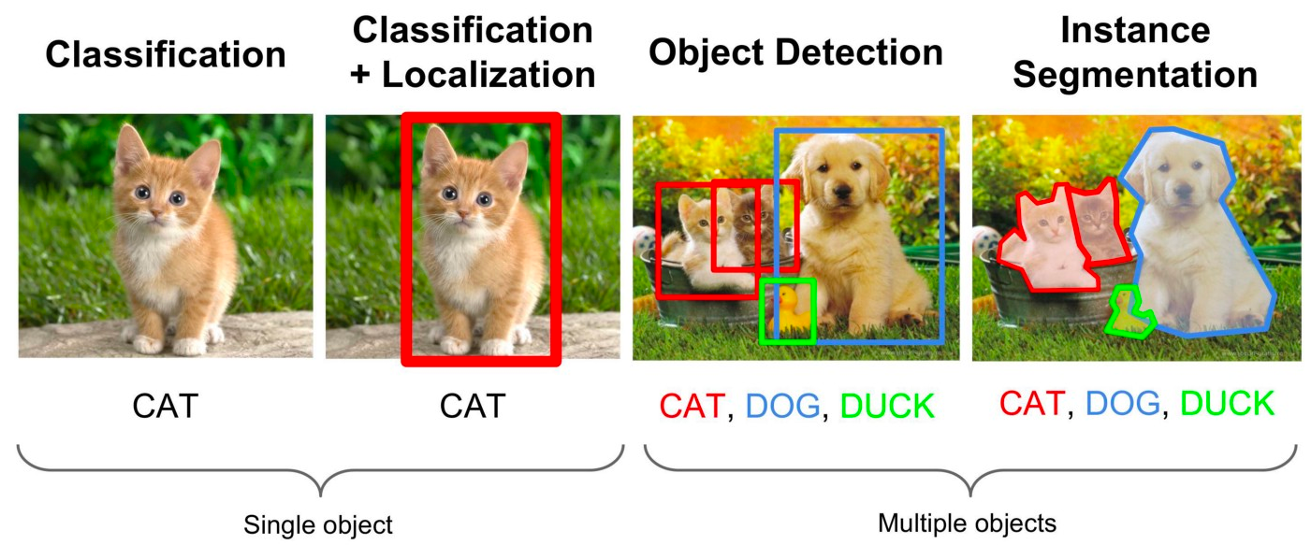 Classification
Classification
+ Localization
Object Detection
Instance
Segmentation
CAT
CAT
CAT, DOG, DUCK
CAT, DOG, DUCK
Single object
Multiple objects